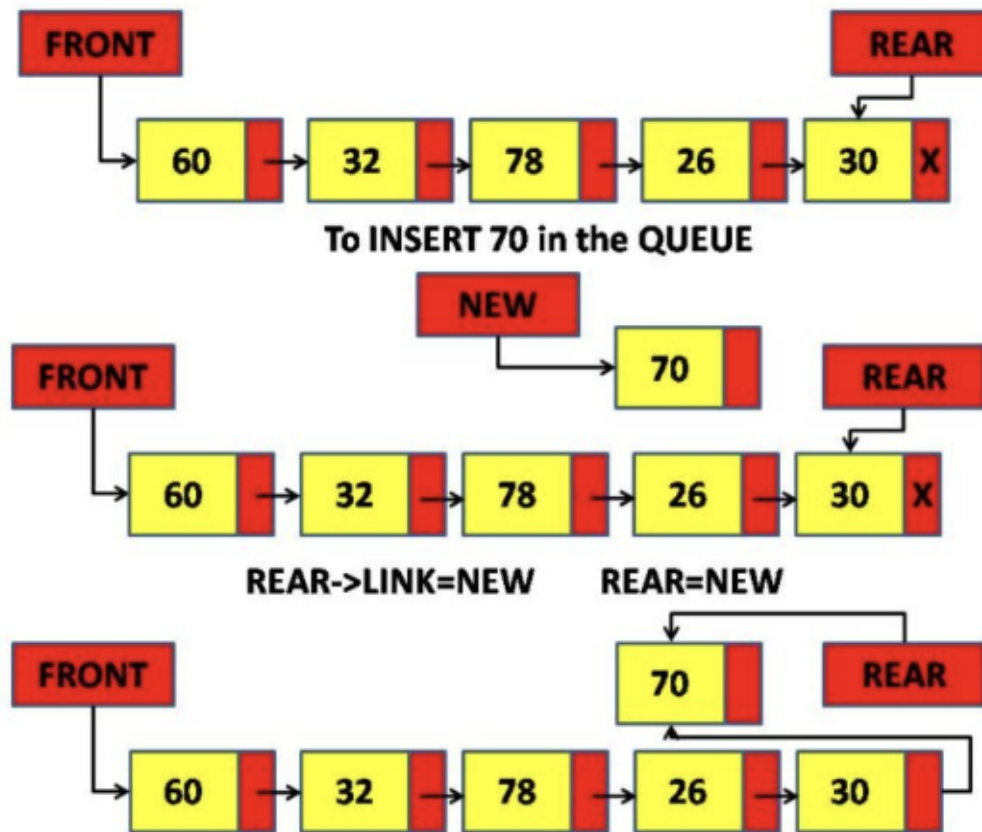 FRONT REAR
60 32 78 26 30 X
To INSERT 70 in the QUEUE
NEW
70
FRONT REAR
60 32 78 26 30 X
REAR->LINK=NEW REAR=NEW
FRONT 70 REAR
60 32 78 26 30